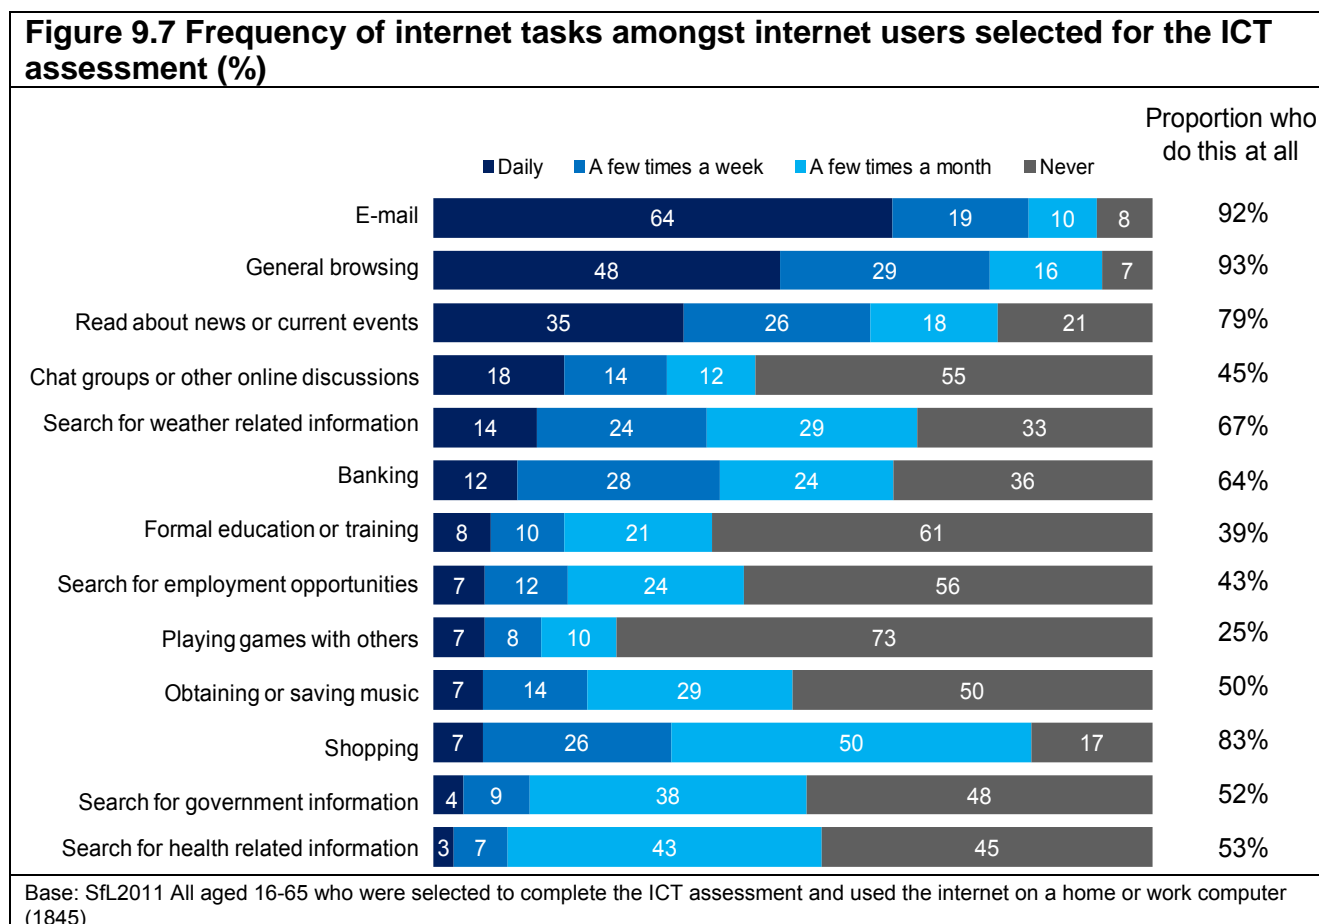 Figure 9.7 Frequency of internet tasks amongst internet users selected for the ICT
assessment (%)
Proportion who
do this at all
Daily A few times a week A few times a month Never
E-mail 64 19 10 8 92%
General browsing 48 29 16 7 93%
Read about news or current events 35 26 18 21 79%
Chat groups or other online discussions 18 14 12 55 45%
Search for weather related information 14 24 29 33 67%
Banking 12 28 24 36 64%
Formal education or training 8 10 21 61 39%
Search for employment opportunities 7 12 24 56 43%
Playing games with others 7 8 10 73 25%
Obtaining or saving music 7 14 29 50 50%
Shopping 7 26 50 17 83%
Search for government information 4 9 38 48 52%
Search for health related information 3 7 43 45 53%
Base: SfL2011 All aged 16-65 who were selected to complete the ICT assessment and used the internet on a home or work computer
(1845)